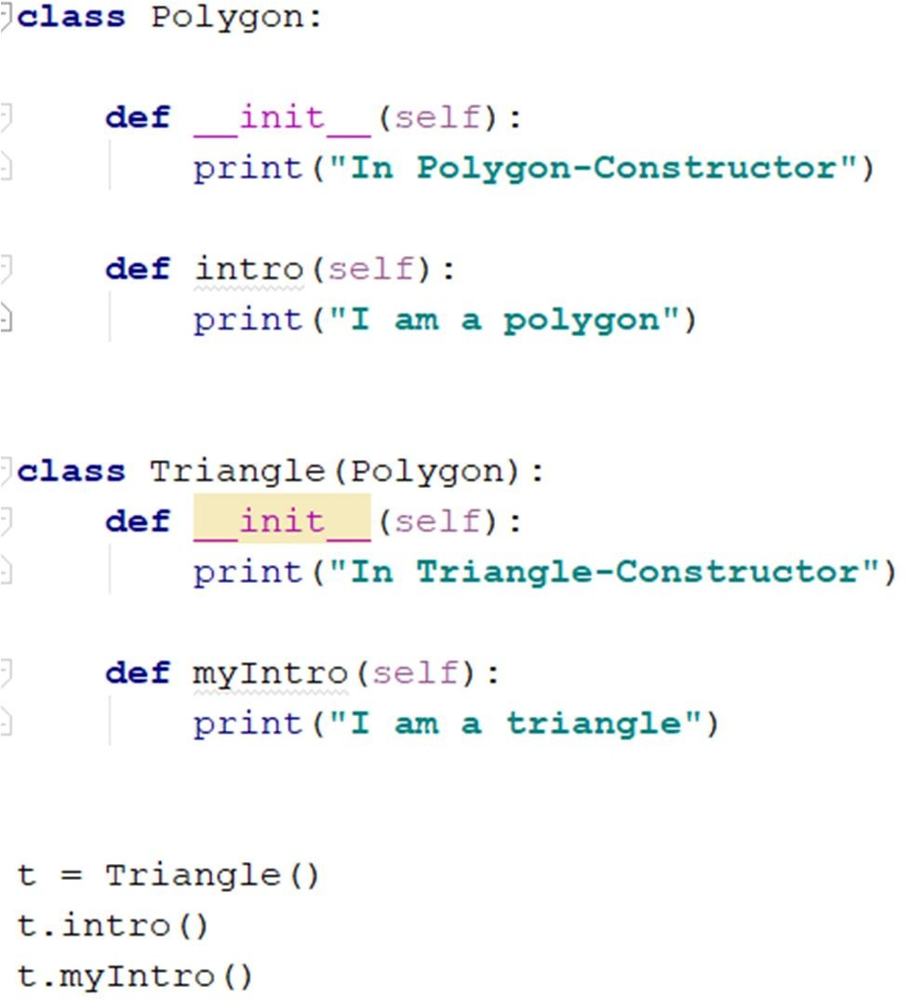 class Polygon:
def __init__(self):
print("In Polygon-Constructor")
def intro(self):
print("I am a polygon")
class Triangle(Polygon):
def __init__(self):
print("In Triangle-Constructor")
def myIntro(self):
print("I am a triangle")
t = Triangle()
t.intro()
t.myIntro()